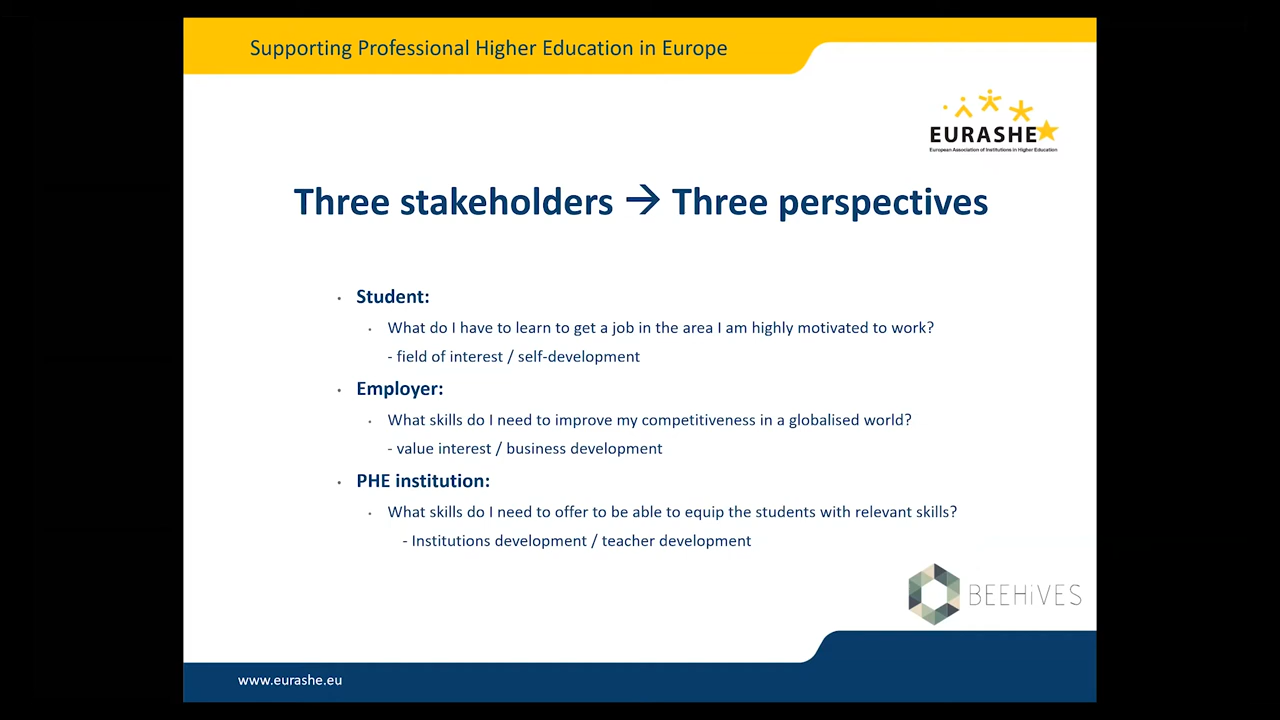 Supporting Professional Higher Education in Europe
EURASHE
European Association of Institutions in Higher Education
Three stakeholders → Three perspectives
• Student:
• What do I have to learn to get a job in the area I am highly motivated to work?
- field of interest / self-development
• Employer:
• What skills do I need to improve my competitiveness in a globalised world?
- value interest / business development
• PHE institution:
• What skills do I need to offer to be able to equip the students with relevant skills?
- Institutions development / teacher development
BEEHiVES
www.eurashe.eu